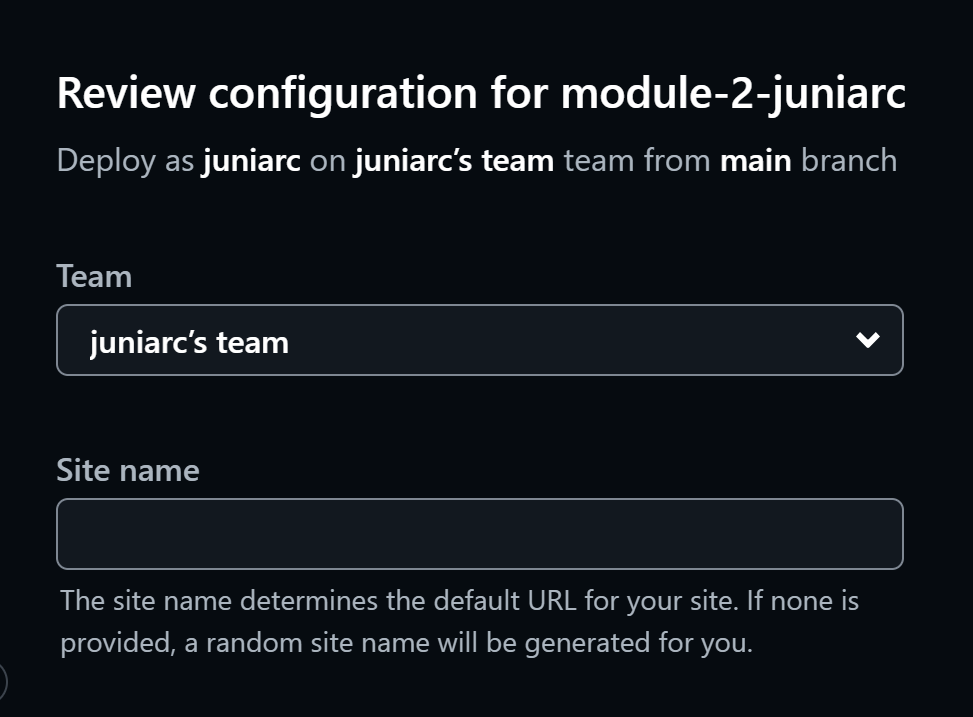 Review configuration for module-2-juniarc
Deploy as juniarc on juniarc’s team team from main branch
Team
juniarc’s team
Site name
The site name determines the default URL for your site. If none is
provided, a random site name will be generated for you.